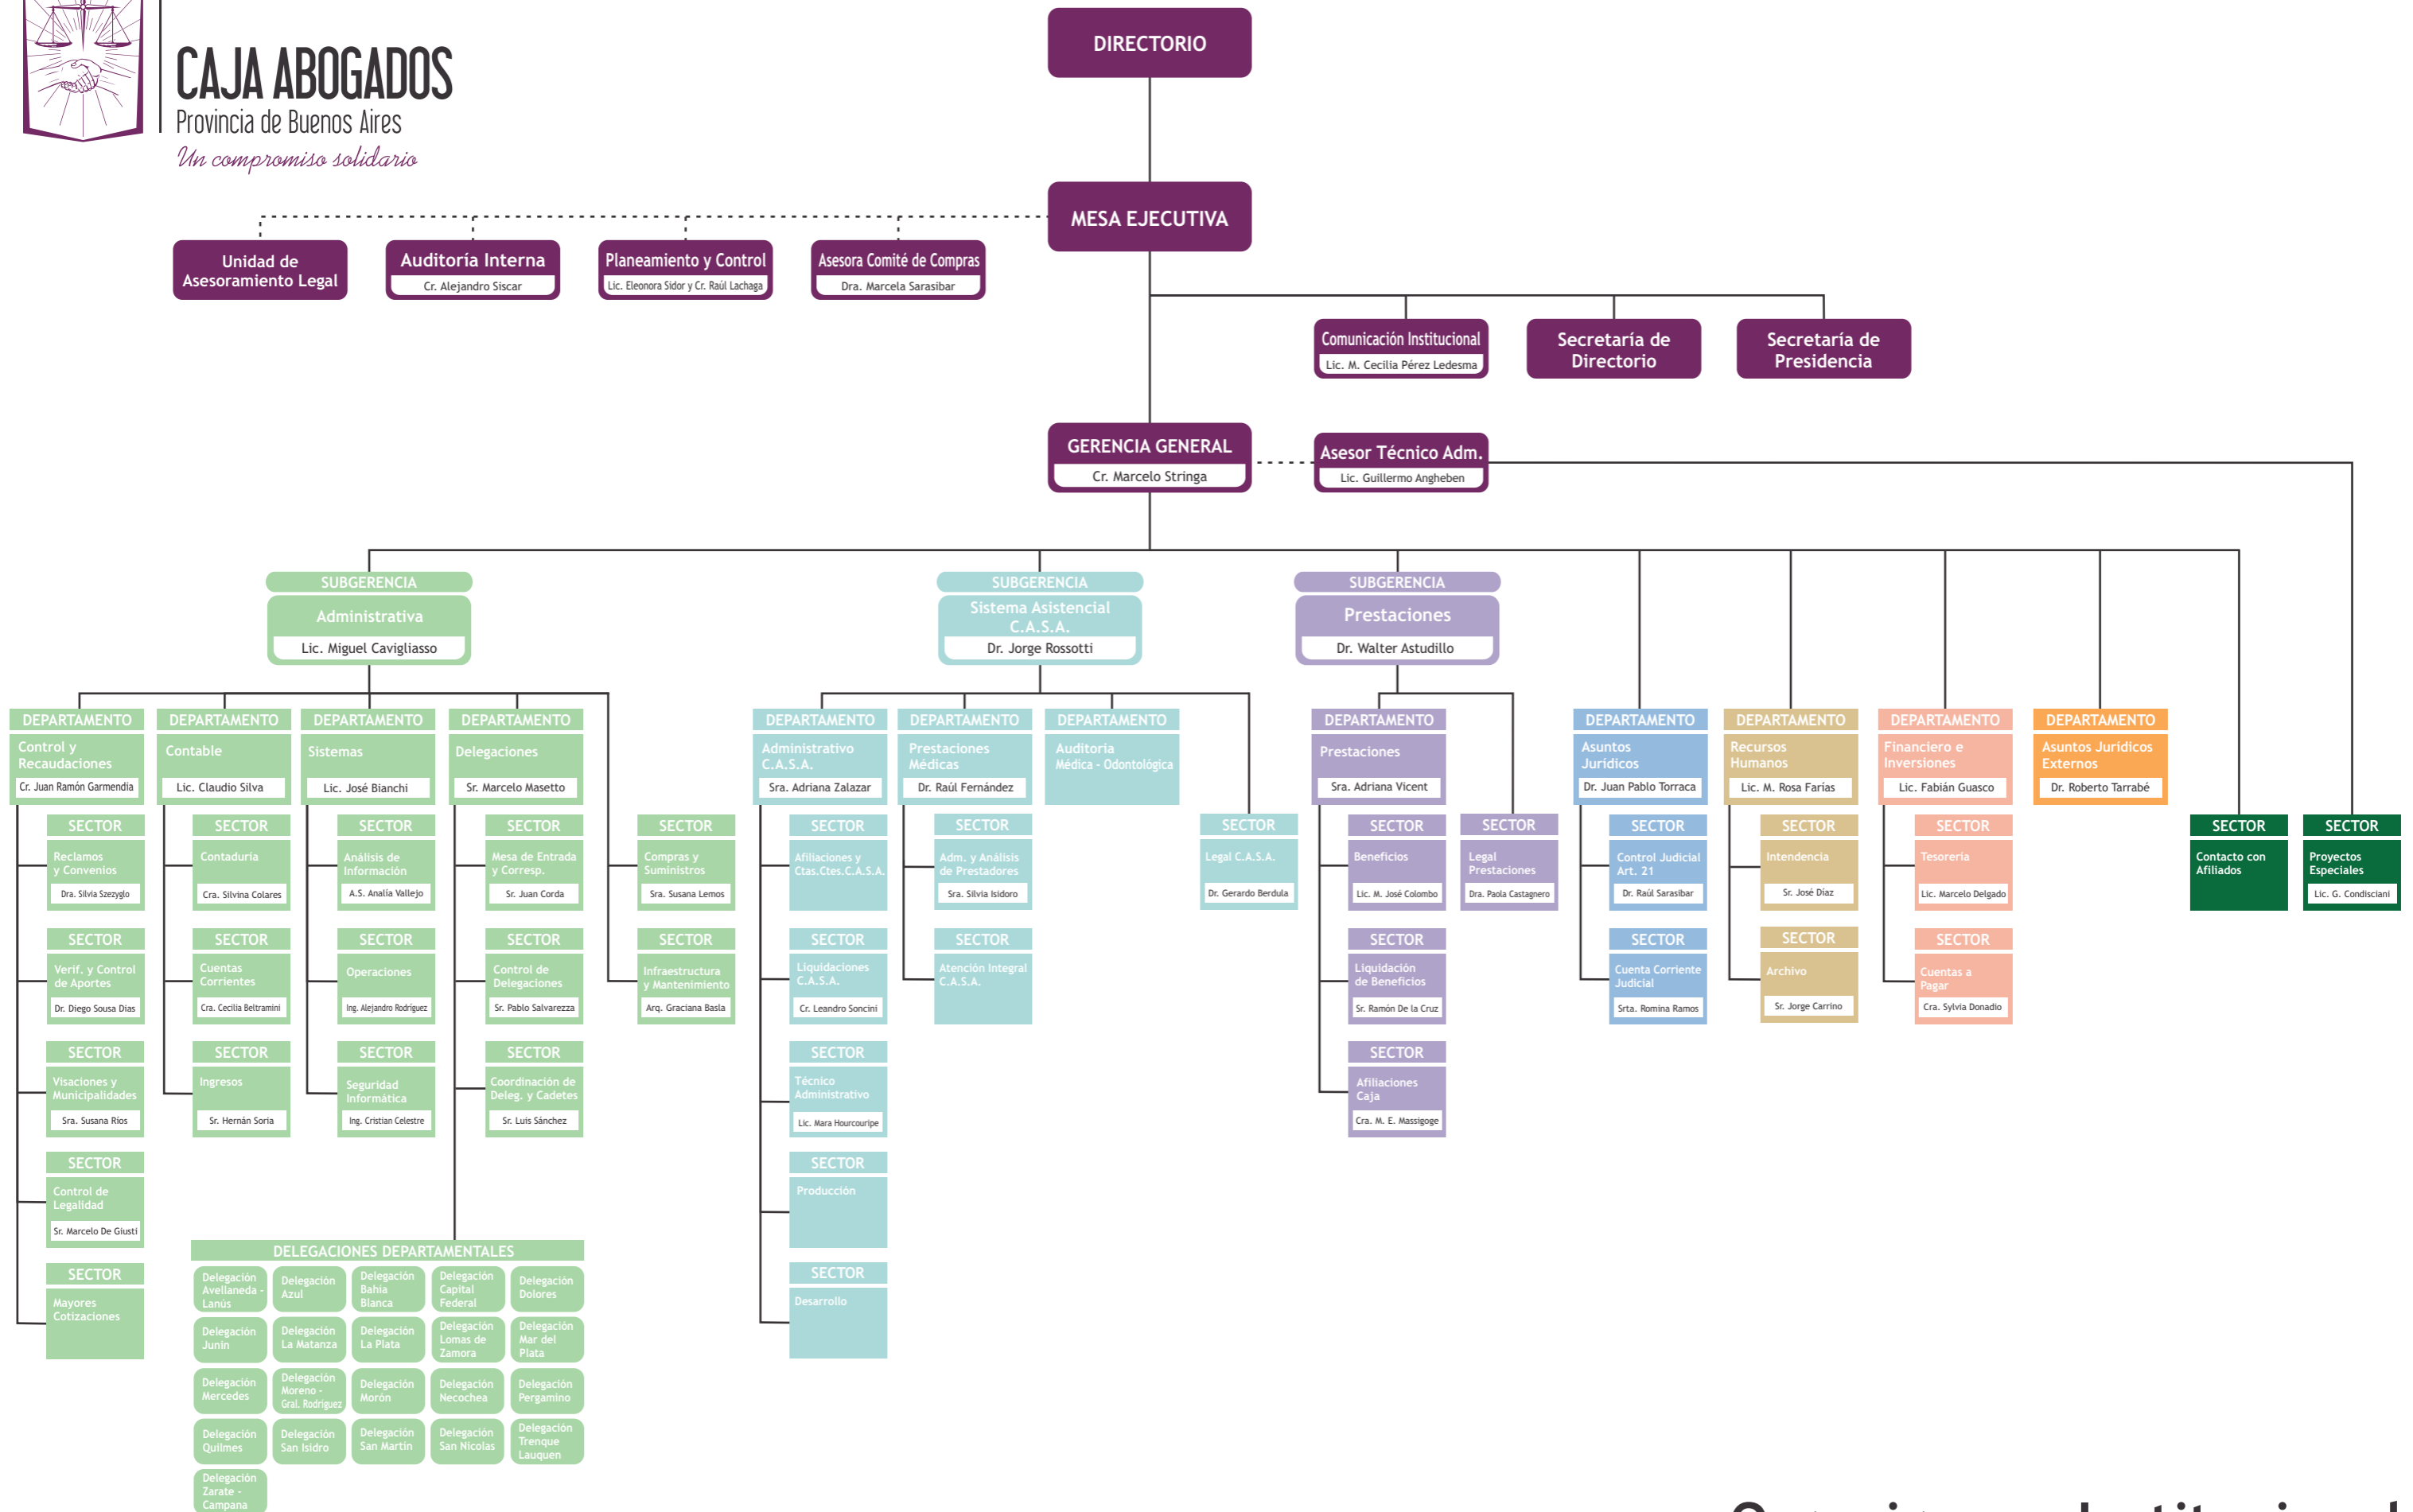 CAJA ABOGADOS
Provincia de Buenos Aires
Un compromiso solidario
DIRECTORIO
MESA EJECUTIVA
Unidad de
Asesoramiento Legal
Auditoría Interna
Cr. Alejandro Siscar
Planeamiento y Control
Lic. Eleonora Sidor y Cr. Raúl Lachaga
Asesora Comité de Compras
Dra. Marcela Sarasibar
Comunicación Institucional
Lic. M. Cecilia Pérez Ledesma
Secretaría de
Directorio
Secretaría de
Presidencia
GERENCIA GENERAL
Cr. Marcelo Stringa
Asesor Técnico Adm.
Lic. Guillermo Angheben
SUBGERENCIA
Administrativa
Lic. Miguel Cavigliasso
SUBGERENCIA
Sistema Asistencial
C.A.S.A.
Dr. Jorge Rossotti
SUBGERENCIA
Prestaciones
Dr. Walter Astudillo
DEPARTAMENTO
Control y
Recaudaciones
Cr. Juan Ramón Garmendia
SECTOR
Reclamos
y Convenios
Dra. Silvia Szezyglo
SECTOR
Verif. y Control
de Aportes
Dr. Diego Sousa Dias
SECTOR
Visaciones y
Municipalidades
Sra. Susana Ríos
SECTOR
Control de
Legalidad
Sr. Marcelo De Giusti
SECTOR
Mayores
Cotizaciones
DEPARTAMENTO
Contable
Lic. Claudio Silva
SECTOR
Contaduría
Cra. Silvina Colares
SECTOR
Cuentas
Corrientes
Cra. Cecilia Beltramini
SECTOR
Ingresos
Sr. Hernán Soria
DEPARTAMENTO
Sistemas
Lic. José Bianchi
SECTOR
Análisis de
Información
A.S. Analía Vallejo
SECTOR
Operaciones
Ing. Alejandro Rodríguez
SECTOR
Seguridad
Informática
Ing. Cristian Celestre
DEPARTAMENTO
Delegaciones
Sr. Marcelo Masetto
SECTOR
Mesa de Entrada
y Corresp.
Sr. Juan Corda
SECTOR
Control de
Delegaciones
Sr. Pablo Salvarezza
SECTOR
Coordinación de
Deleg. y Cadetes
Sr. Luis Sánchez
DELEGACIONES DEPARTAMENTALES
Delegación
Avellaneda -
Lanús
Delegación
Azul
Delegación
Bahía
Blanca
Delegación
Capital
Federal
Delegación
Dolores
Delegación
Junín
Delegación
La Matanza
Delegación
La Plata
Delegación
Lomas de
Zamora
Delegación
Mar del
Plata
Delegación
Mercedes
Delegación
Moreno -
Gral. Rodríguez
Delegación
Morón
Delegación
Necochea
Delegación
Pergamino
Delegación
Quilmes
Delegación
San Isidro
Delegación
San Martín
Delegación
San Nicolas
Delegación
Trenque
Lauquen
Delegación
Zarate -
Campana
SECTOR
Compras y
Suministros
Sra. Susana Lemos
SECTOR
Infraestructura
y Mantenimiento
Arq. Graciana Basla
DEPARTAMENTO
Administrativo
C.A.S.A.
Sra. Adriana Zalazar
SECTOR
Afiliaciones y
Ctas.Ctes.C.A.S.A.
SECTOR
Liquidaciones
C.A.S.A.
Cr. Leandro Soncini
SECTOR
Técnico
Administrativo
Lic. Mara Hourcouripe
SECTOR
Producción
SECTOR
Desarrollo
DEPARTAMENTO
Prestaciones
Médicas
Dr. Raúl Fernández
SECTOR
Adm. y Análisis
de Prestadores
Sra. Silvia Isidoro
SECTOR
Atención Integral
C.A.S.A.
DEPARTAMENTO
Auditoría
Médica - Odontológica
SECTOR
Legal C.A.S.A.
Dr. Gerardo Berdula
DEPARTAMENTO
Prestaciones
Sra. Adriana Vicent
SECTOR
Beneficios
Lic. M. José Colombo
SECTOR
Liquidación
de Beneficios
Sr. Ramón De la Cruz
SECTOR
Afiliaciones
Caja
Cra. M. E. Massigoge
SECTOR
Legal
Prestaciones
Dra. Paola Castagnero
DEPARTAMENTO
Asuntos
Jurídicos
Dr. Juan Pablo Torraca
SECTOR
Control Judicial
Art. 21
Dr. Raúl Sarasibar
SECTOR
Cuenta Corriente
Judicial
Srta. Romina Ramos
DEPARTAMENTO
Recursos
Humanos
Lic. M. Rosa Farías
SECTOR
Intendencia
Sr. José Díaz
SECTOR
Archivo
Sr. Jorge Carrino
DEPARTAMENTO
Financiero e
Inversiones
Lic. Fabián Guasco
SECTOR
Tesorería
Lic. Marcelo Delgado
SECTOR
Cuentas a
Pagar
Cra. Sylvia Donadio
DEPARTAMENTO
Asuntos Jurídicos
Externos
Dr. Roberto Tarrabé
SECTOR
Contacto con
Afiliados
SECTOR
Proyectos
Especiales
Lic. G. Condisciani